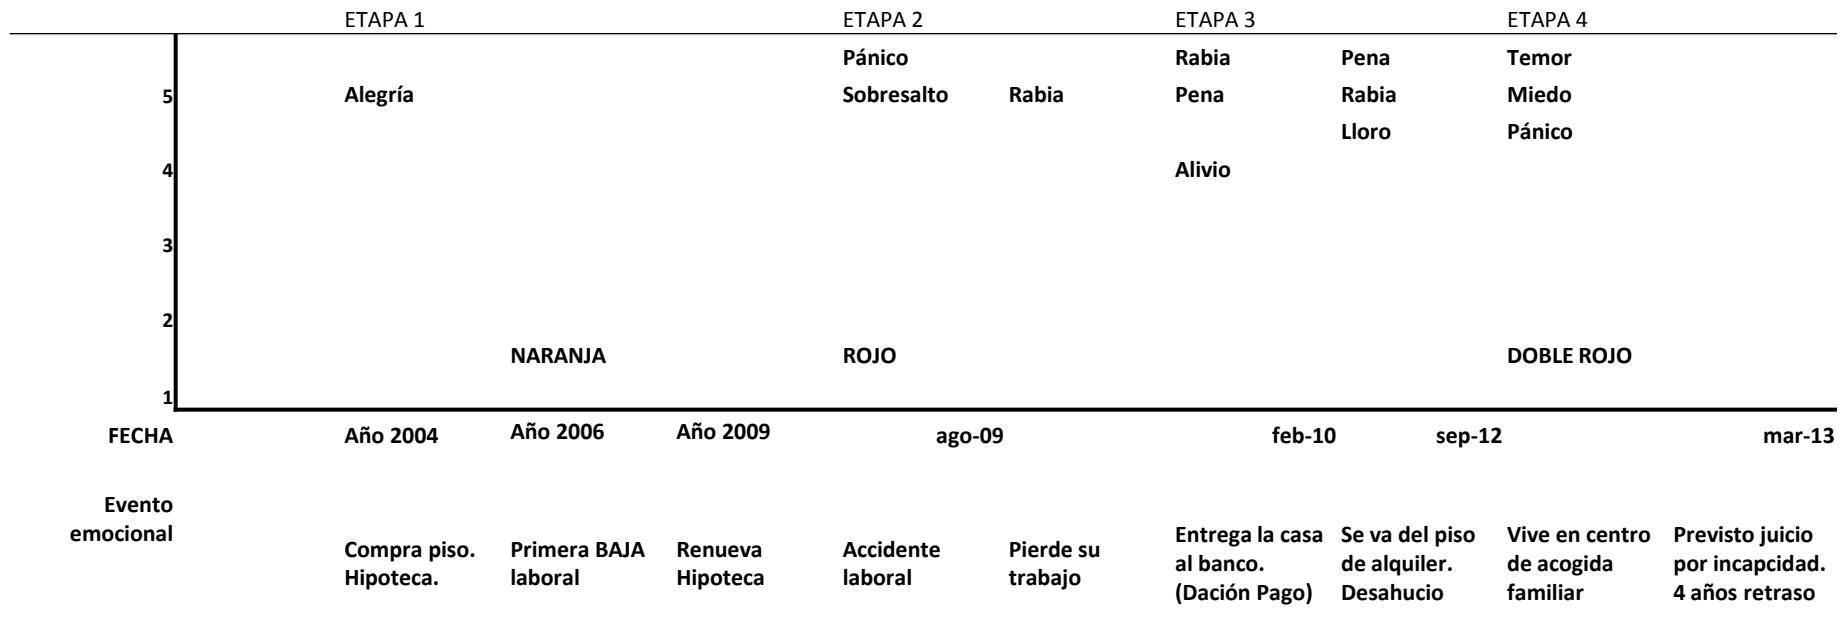 ETAPA 1 ETAPA 2 ETAPA 3 ETAPA 4
Pánico Rabia Pena Temor
5 Alegría Sobresalto Rabia Pena Rabia Miedo
Lloro Pánico
4 Alivio
3
2
NARANJA ROJO DOBLE ROJO
1
FECHA Año 2004 Año 2006 Año 2009 ago-09 feb-10 sep-12 mar-13
Evento
emocional
Compra piso.
Hipoteca.
Primera BAJA
laboral
Renueva
Hipoteca
Accidente
laboral
Pierde su
trabajo
Entrega la casa
al banco.
(Dación Pago)
Se va del piso
de alquiler.
Desahucio
Vive en centro
de acogida
familiar
Previsto juicio
por incapcidad.
4 años retraso